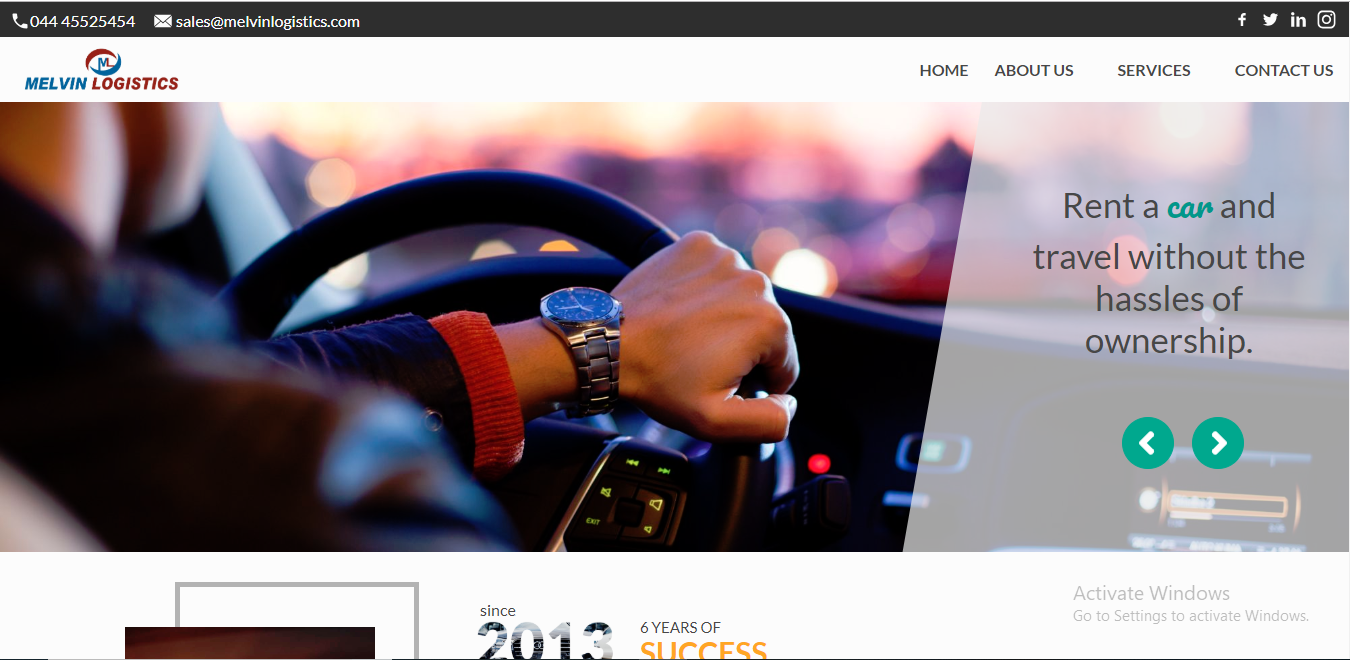 044 45525454 sales@melvinlogistics.com
ML
MELVIN LOGISTICS
HOME ABOUT US SERVICES CONTACT US
Rent a car and
travel without the
hassles of
ownership.
EXIT
Activate Windows
Go to Settings to activate Windows.
since
2013
6 YEARS OF
SUCCESS